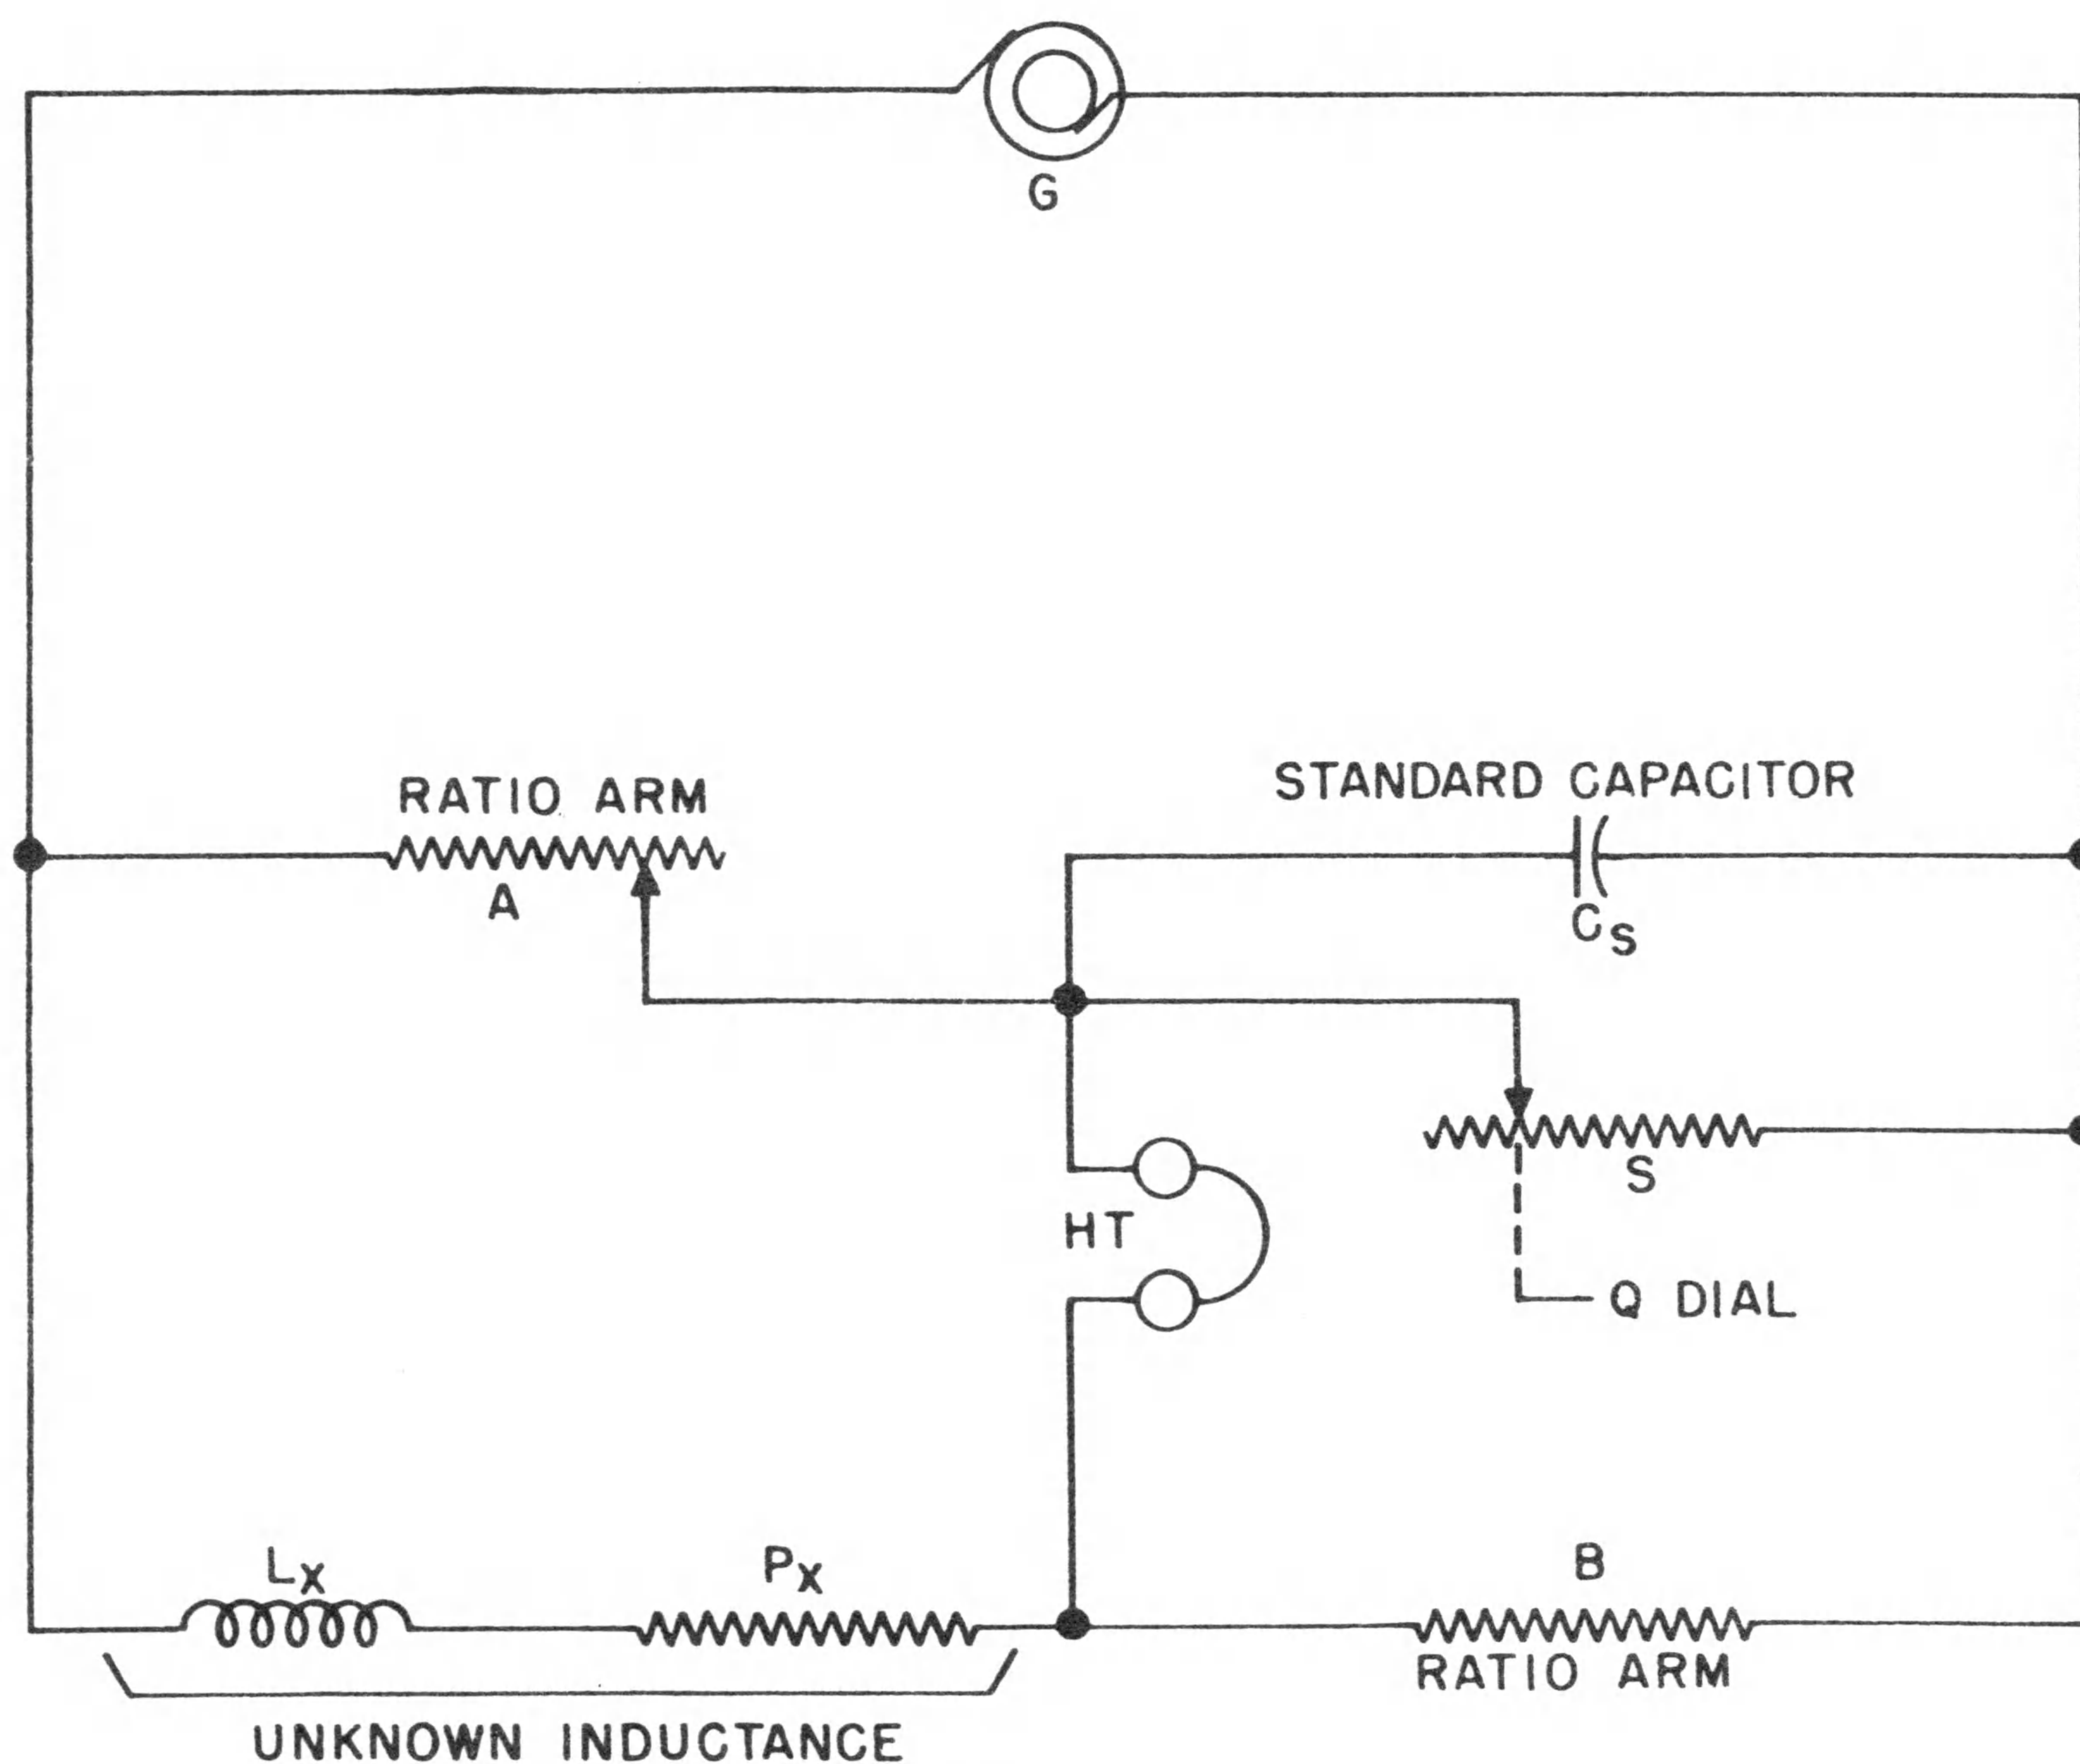 G
RATIO ARM
A
STANDARD CAPACITOR
Cs
S
HT
Q DIAL
Lx
Px
B
RATIO ARM
UNKNOWN INDUCTANCE